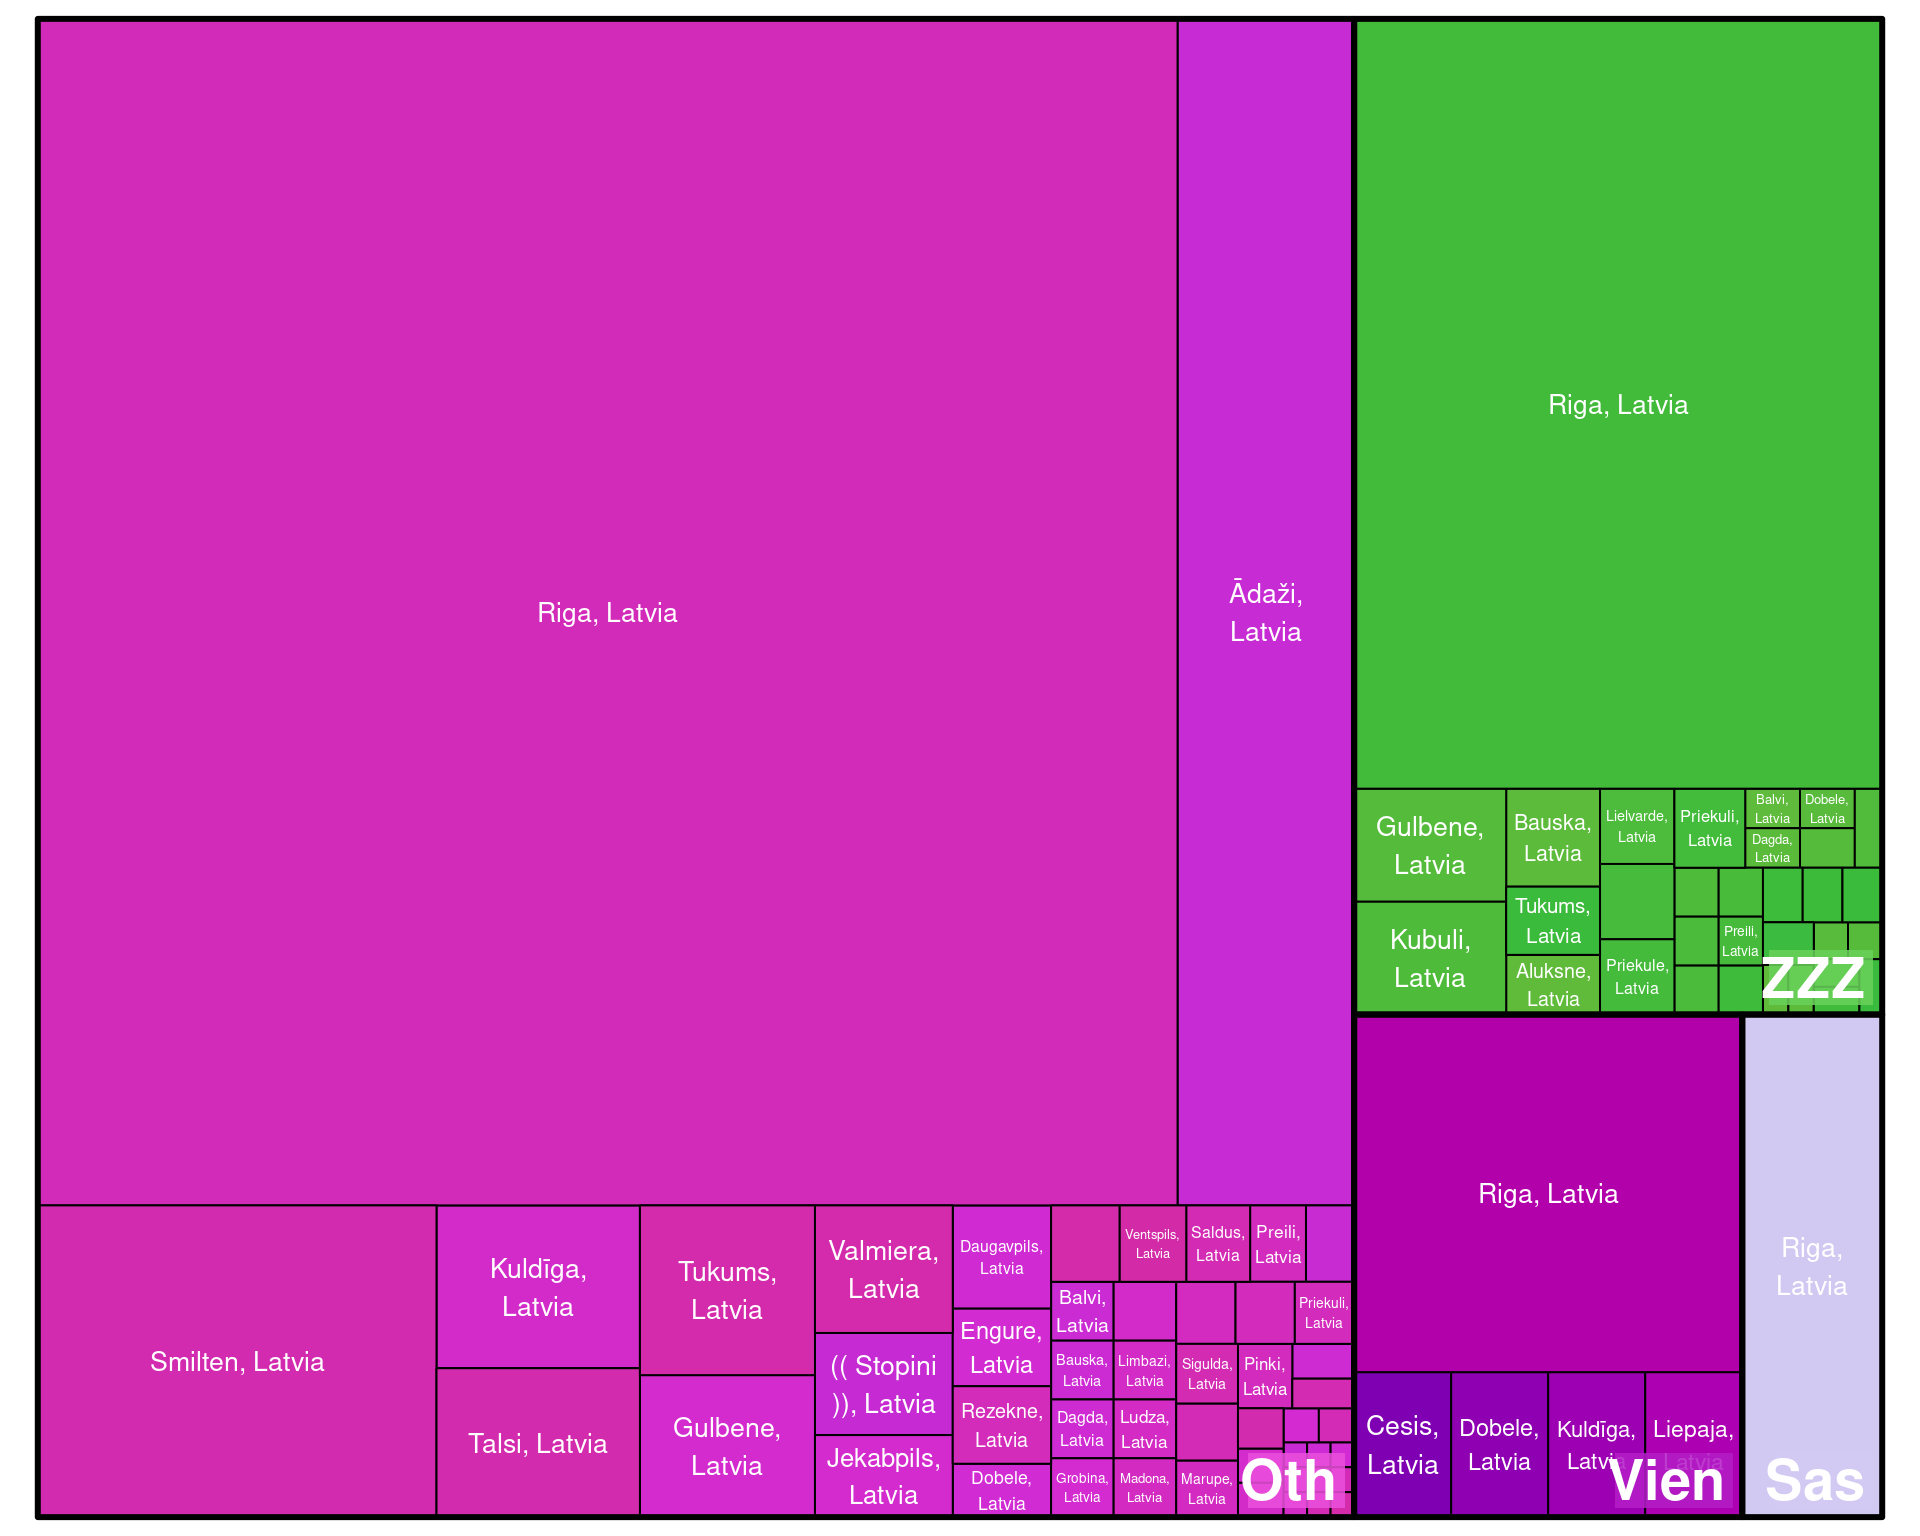 Riga, Latvia
Ādaži,
Latvia
Smilten, Latvia
Kuldīga,
Latvia
Talsi, Latvia
Tukums,
Latvia
Gulbene,
Latvia
Valmiera,
Latvia
(( Stopini
)), Latvia
Jekabpils,
Latvia
Daugavpils,
Latvia
Engure,
Latvia
Rezekne,
Latvia
Dobele,
Latvia
Ventspils,
Latvia
Saldus,
Latvia
Preili,
Latvia
Balvi,
Latvia
Priekuli,
Latvia
Bauska,
Latvia
Limbazi,
Latvia
Sigulda,
Latvia
Pinki,
Latvia
Dagda,
Latvia
Ludza,
Latvia
Grobina,
Latvia
Madona,
Latvia
Marupe,
Latvia
Oth
Riga, Latvia
Gulbene,
Latvia
Kubuli,
Latvia
Bauska,
Latvia
Tukums,
Latvia
Aluksne,
Latvia
Lielvarde,
Latvia
Priekule,
Latvia
Priekuli,
Latvia
Balvi,
Latvia
Dagda,
Latvia
Dobele,
Latvia
Preili,
Latvia
ZZZ
Riga, Latvia
Cesis,
Latvia
Dobele,
Latvia
Kuldīga,
Latvia
Liepaja,
Latvia
Vien
Riga,
Latvia
Sas